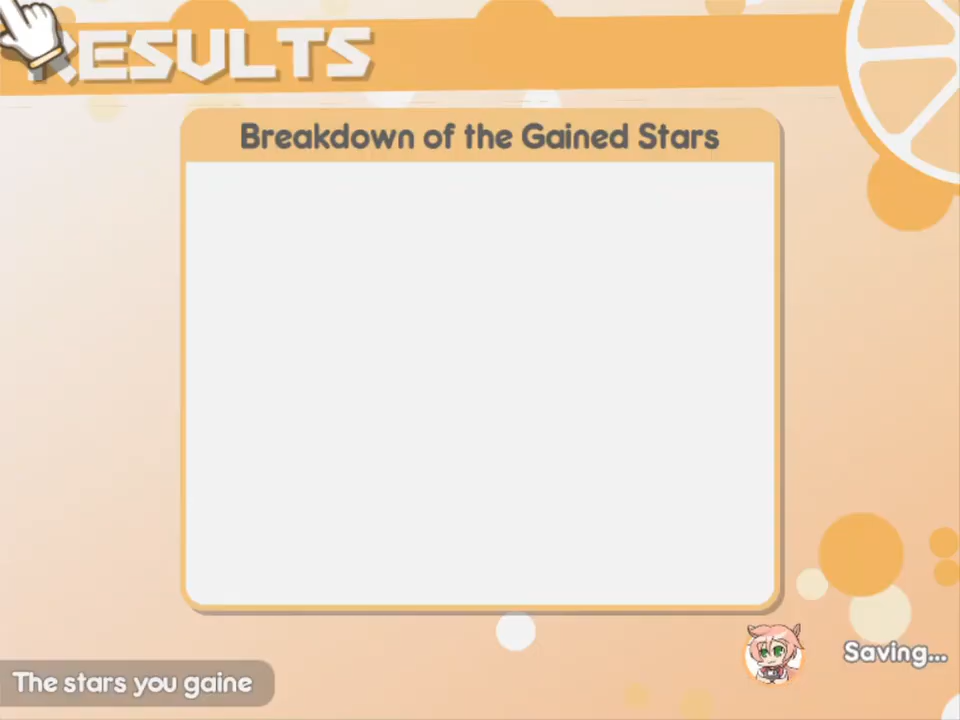 RESULTS
Breakdown of the Gained Stars
Saving...
The stars you gaine